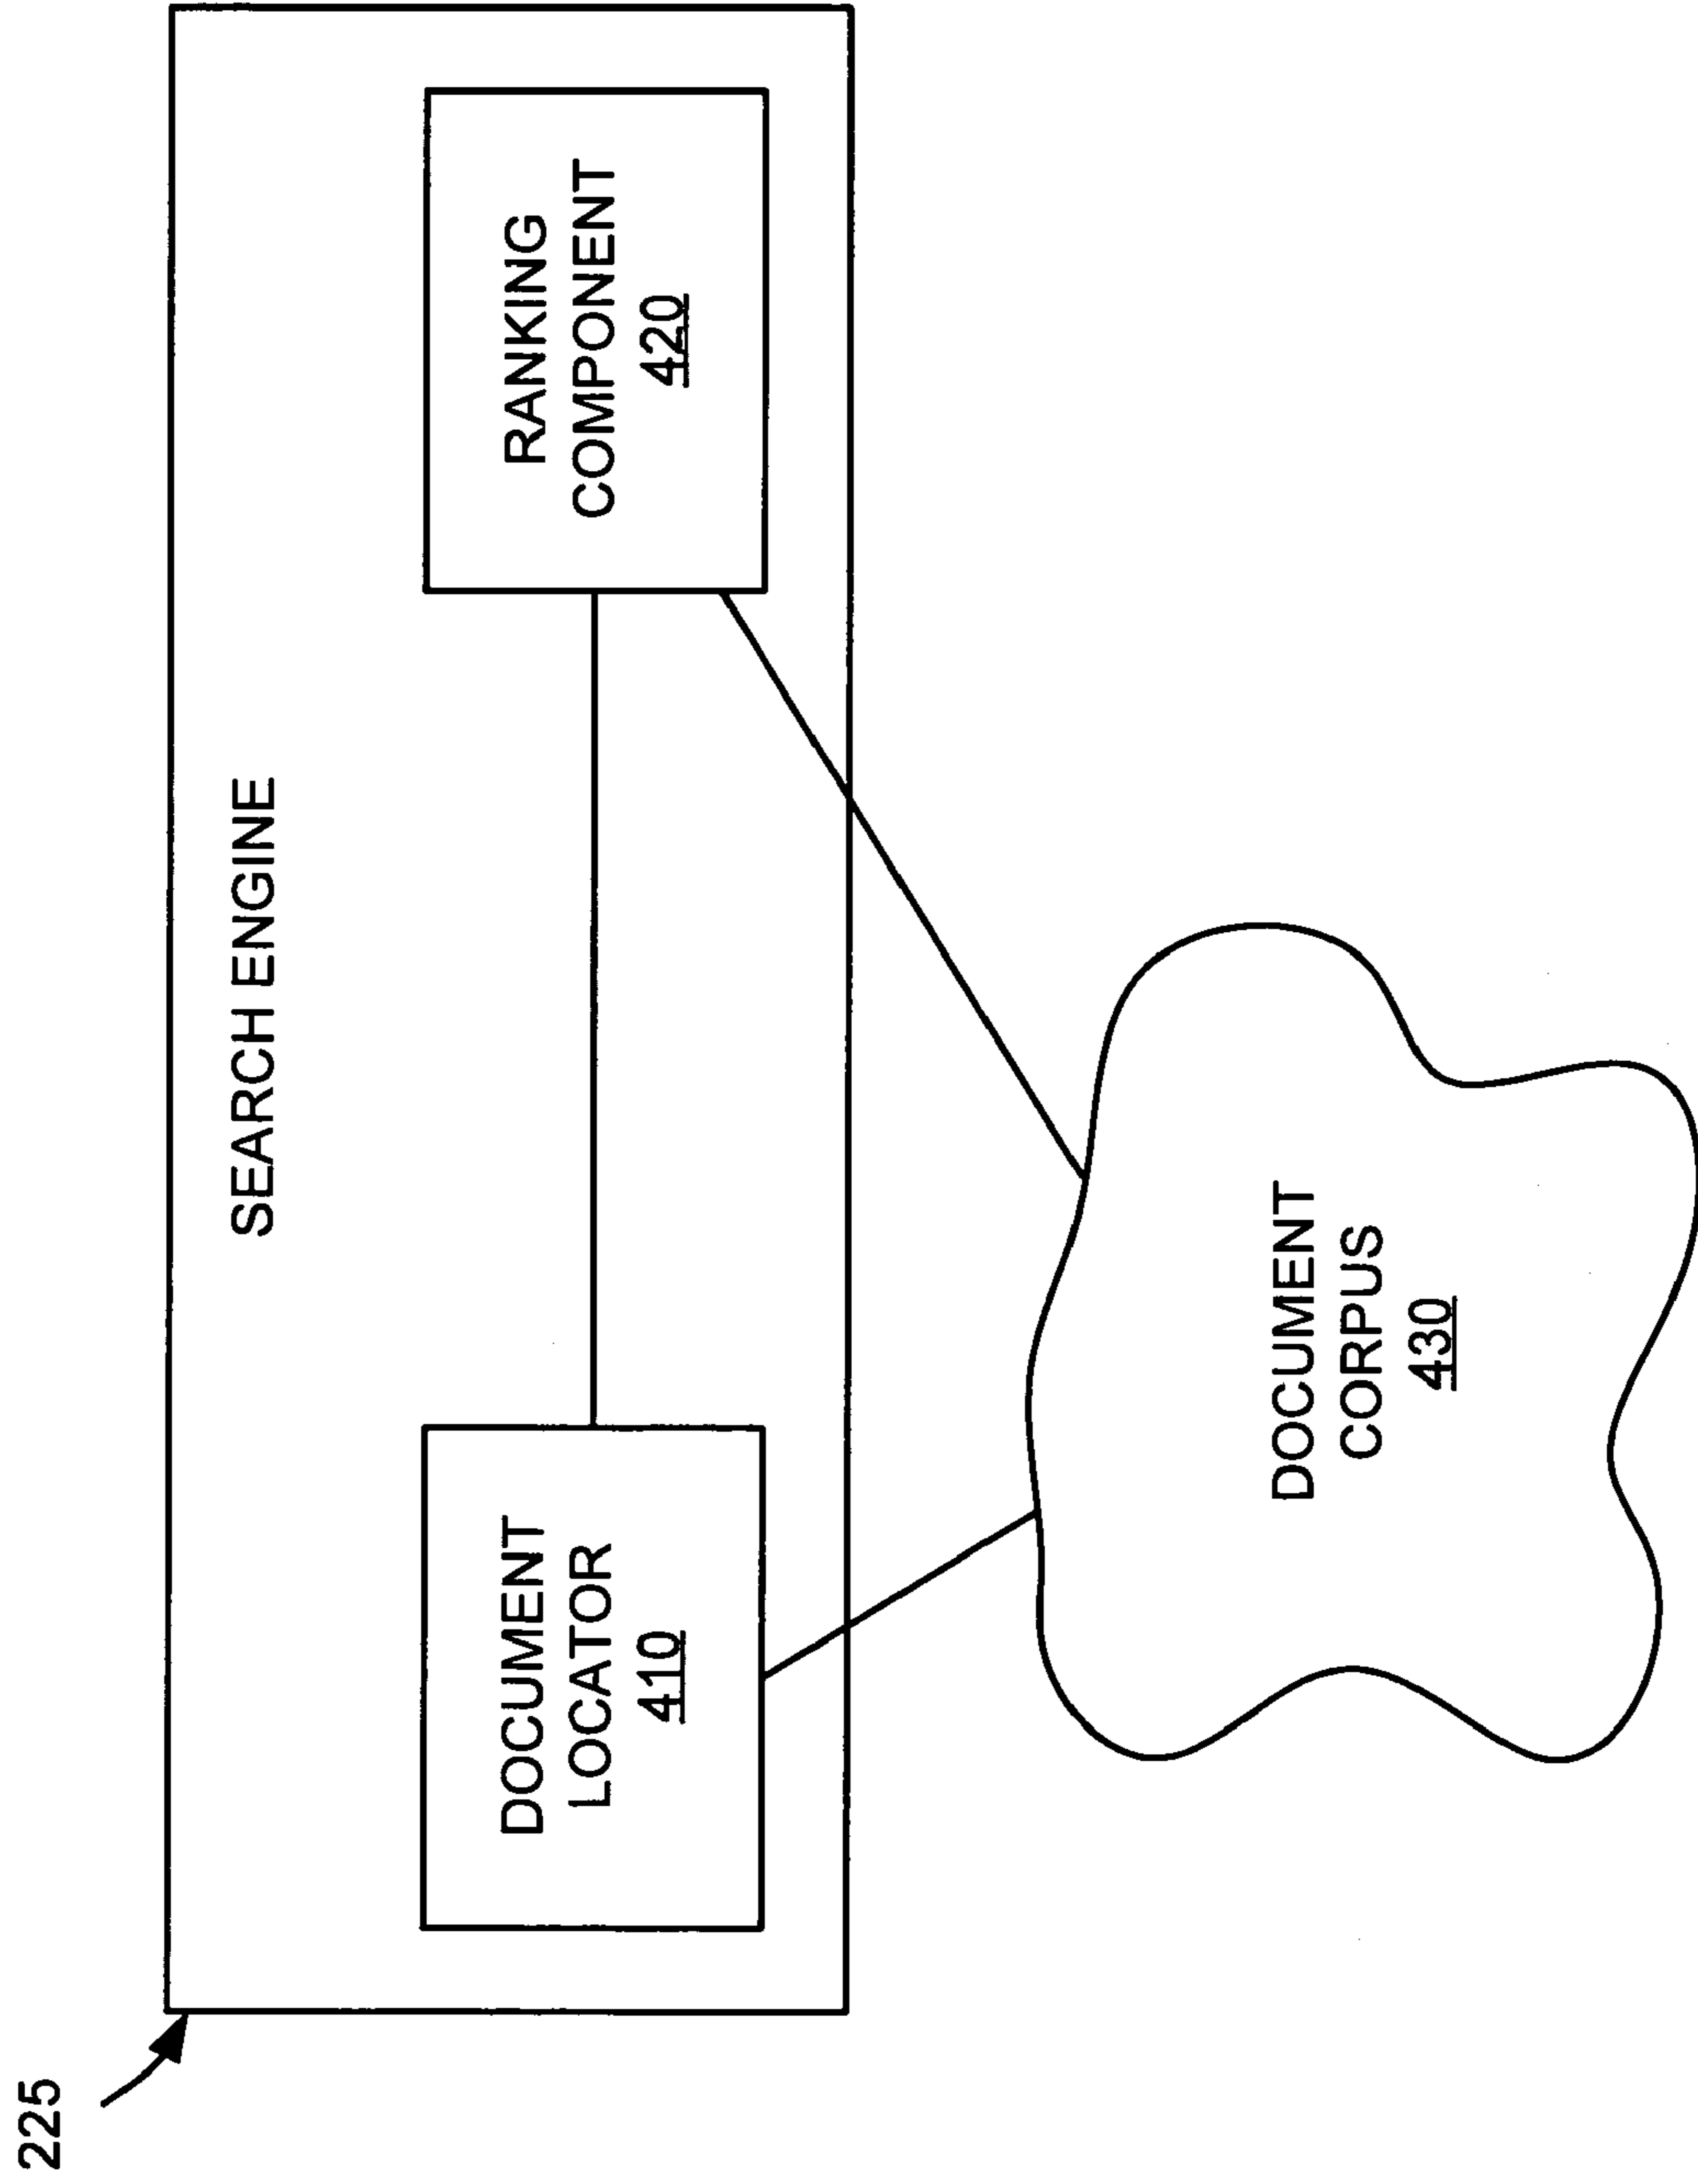 225
SEARCH ENGINE
DOCUMENT
LOCATOR
410
RANKING
COMPONENT
420
DOCUMENT
CORPUS
430